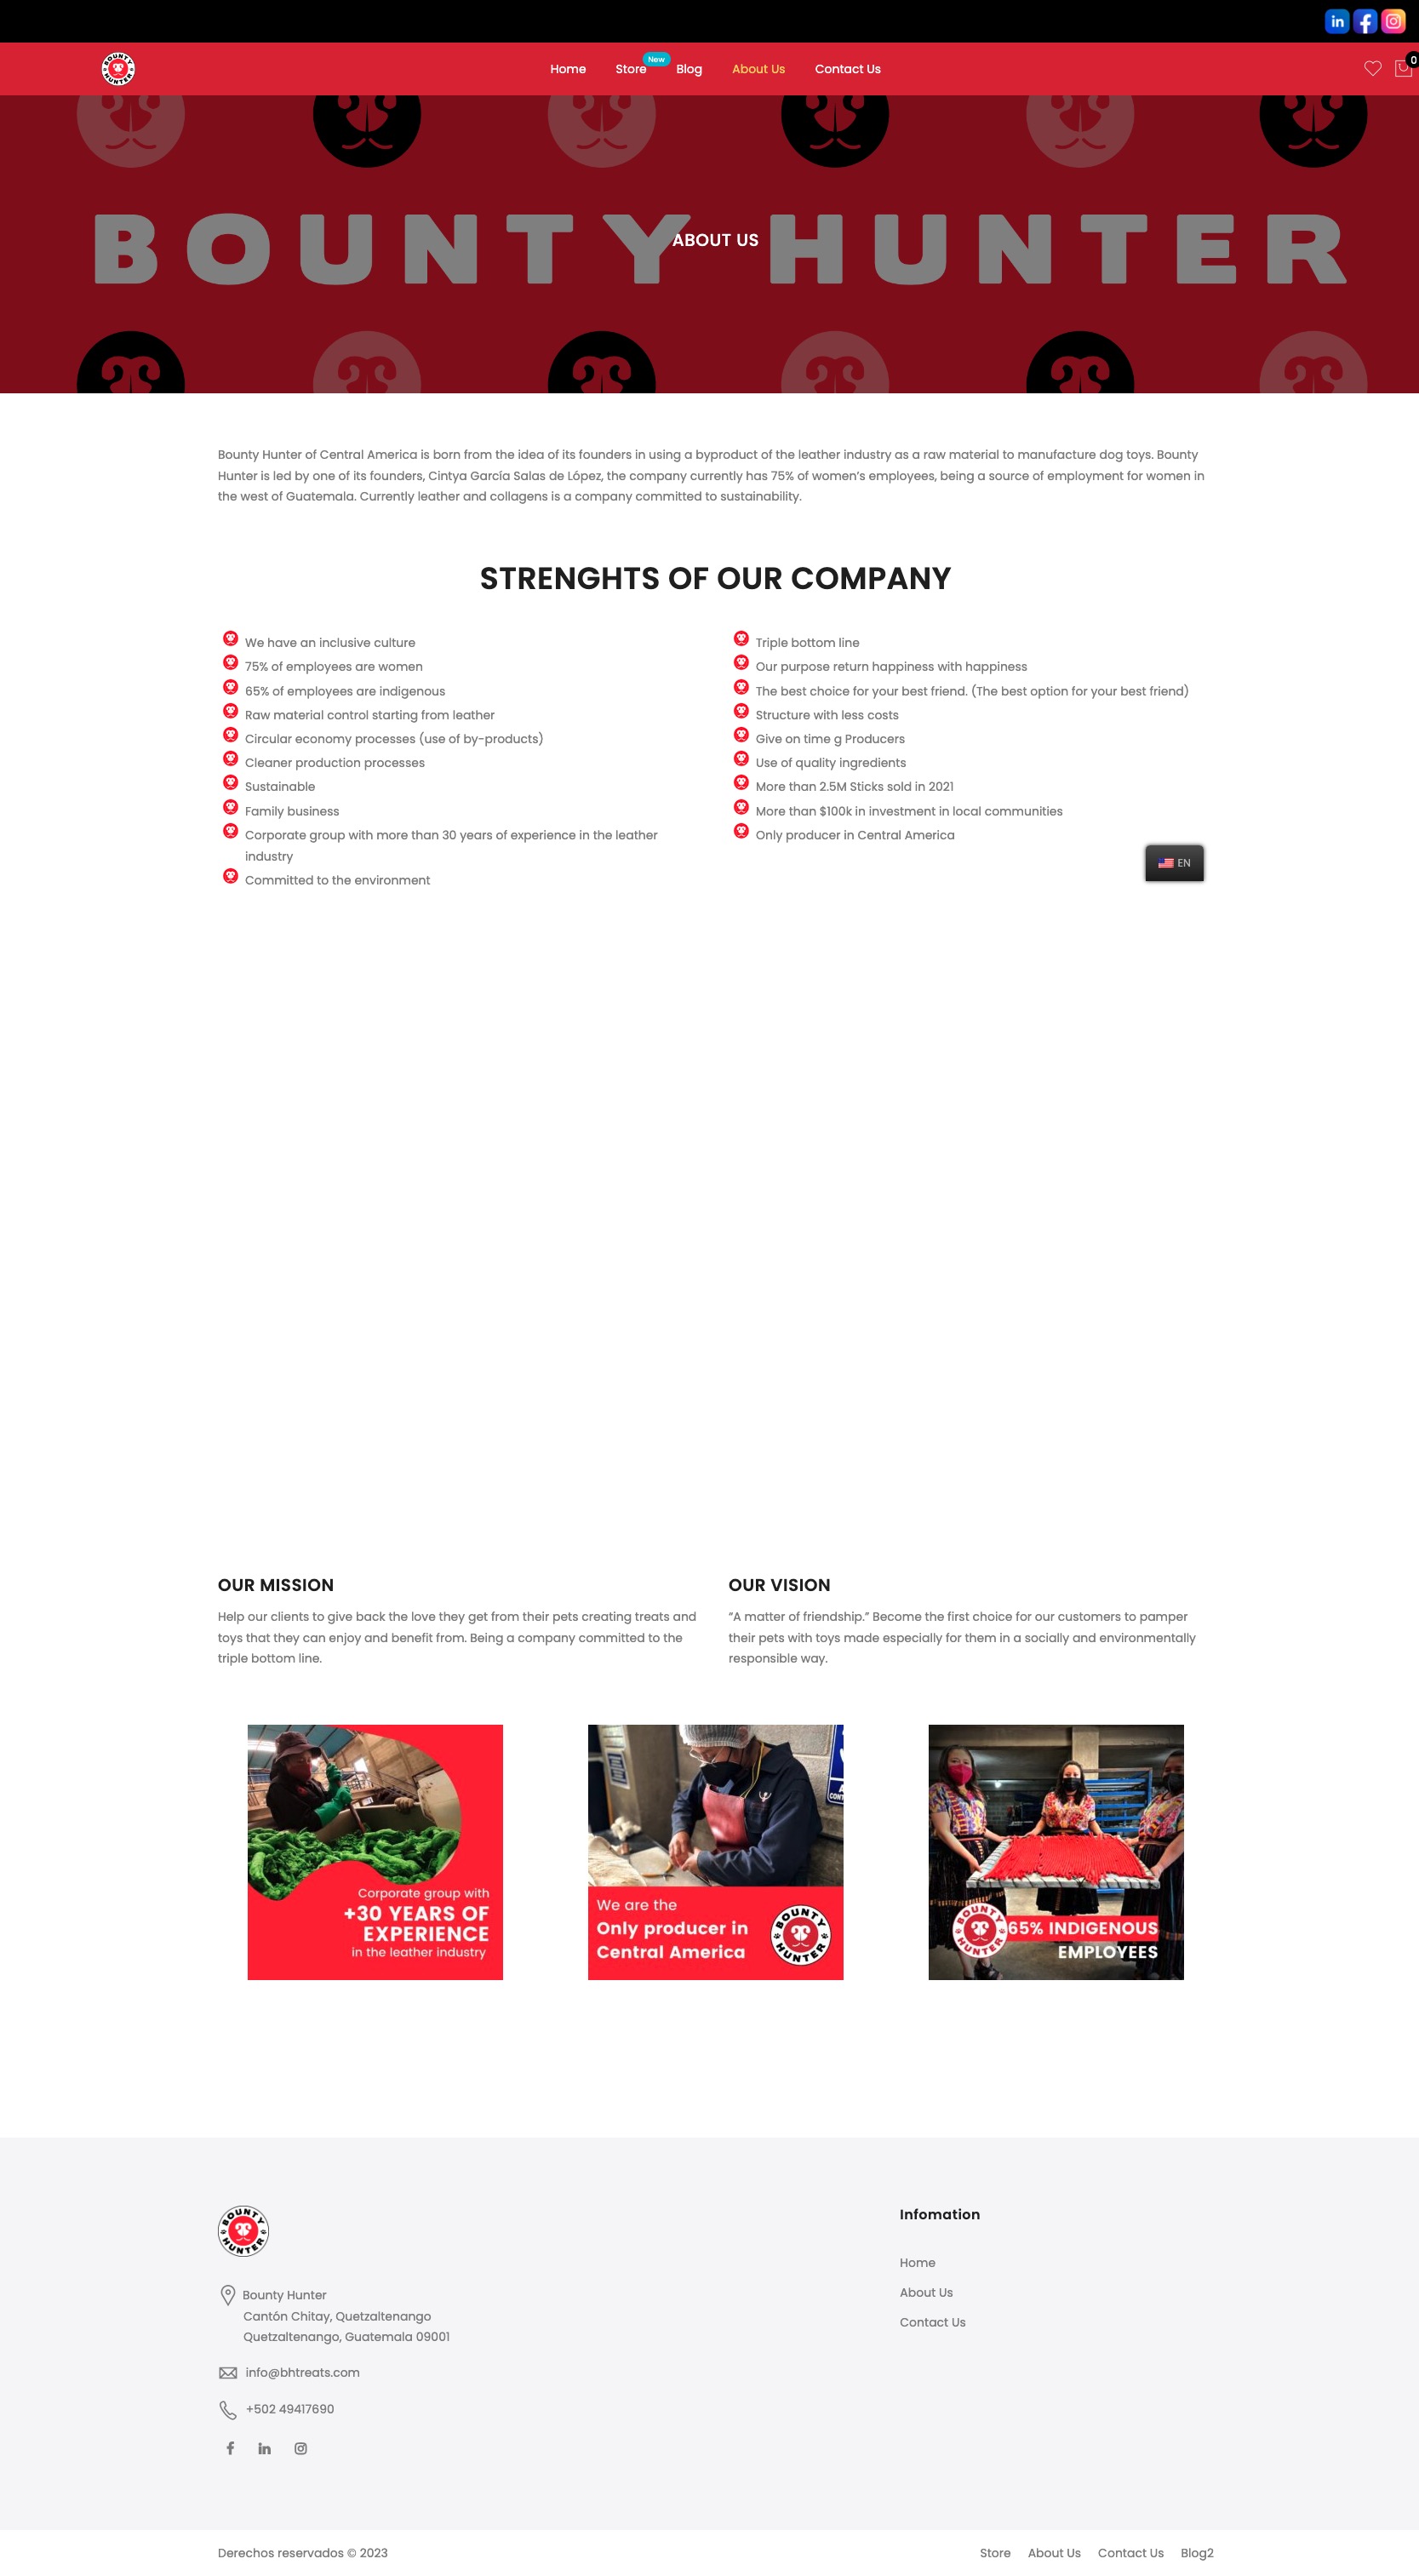 BOUNTY HUNTER
Home
Store
New
Blog
About Us
Contact Us
0
BOUNTY HUNTER
ABOUT US
Bounty Hunter of Central America is born from the idea of its founders in using a byproduct of the leather industry as a raw material to manufacture dog toys. Bounty
Hunter is led by one of its founders, Cintya García Salas de López, the company currently has 75% of women’s employees, being a source of employment for women in
the west of Guatemala. Currently leather and collagens is a company committed to sustainability.
STRENGHTS OF OUR COMPANY
We have an inclusive culture
75% of employees are women
65% of employees are indigenous
Raw material control starting from leather
Circular economy processes (use of by-products)
Cleaner production processes
Sustainable
Family business
Corporate group with more than 30 years of experience in the leather
industry
Committed to the environment
Triple bottom line
Our purpose return happiness with happiness
The best choice for your best friend. (The best option for your best friend)
Structure with less costs
Give on time g Producers
Use of quality ingredients
More than 2.5M Sticks sold in 2021
More than $100k in investment in local communities
Only producer in Central America
EN
OUR MISSION
Help our clients to give back the love they get from their pets creating treats and
toys that they can enjoy and benefit from. Being a company committed to the
triple bottom line.
OUR VISION
“A matter of friendship.” Become the first choice for our customers to pamper
their pets with toys made especially for them in a socially and environmentally
responsible way.
Corporate group with
+30 YEARS OF
EXPERIENCE
in the leather industry
We are the
Only producer in
Central America
BOUNTY HUNTER
BOUNTY HUNTER
65% INDIGENOUS
EMPLOYEES
BOUNTY HUNTER
Bounty Hunter
Cantón Chitay, Quetzaltenango
Quetzaltenango, Guatemala 09001
info@bhtreats.com
+502 49417690
Infomation
Home
About Us
Contact Us
Derechos reservados © 2023
Store
About Us
Contact Us
Blog2